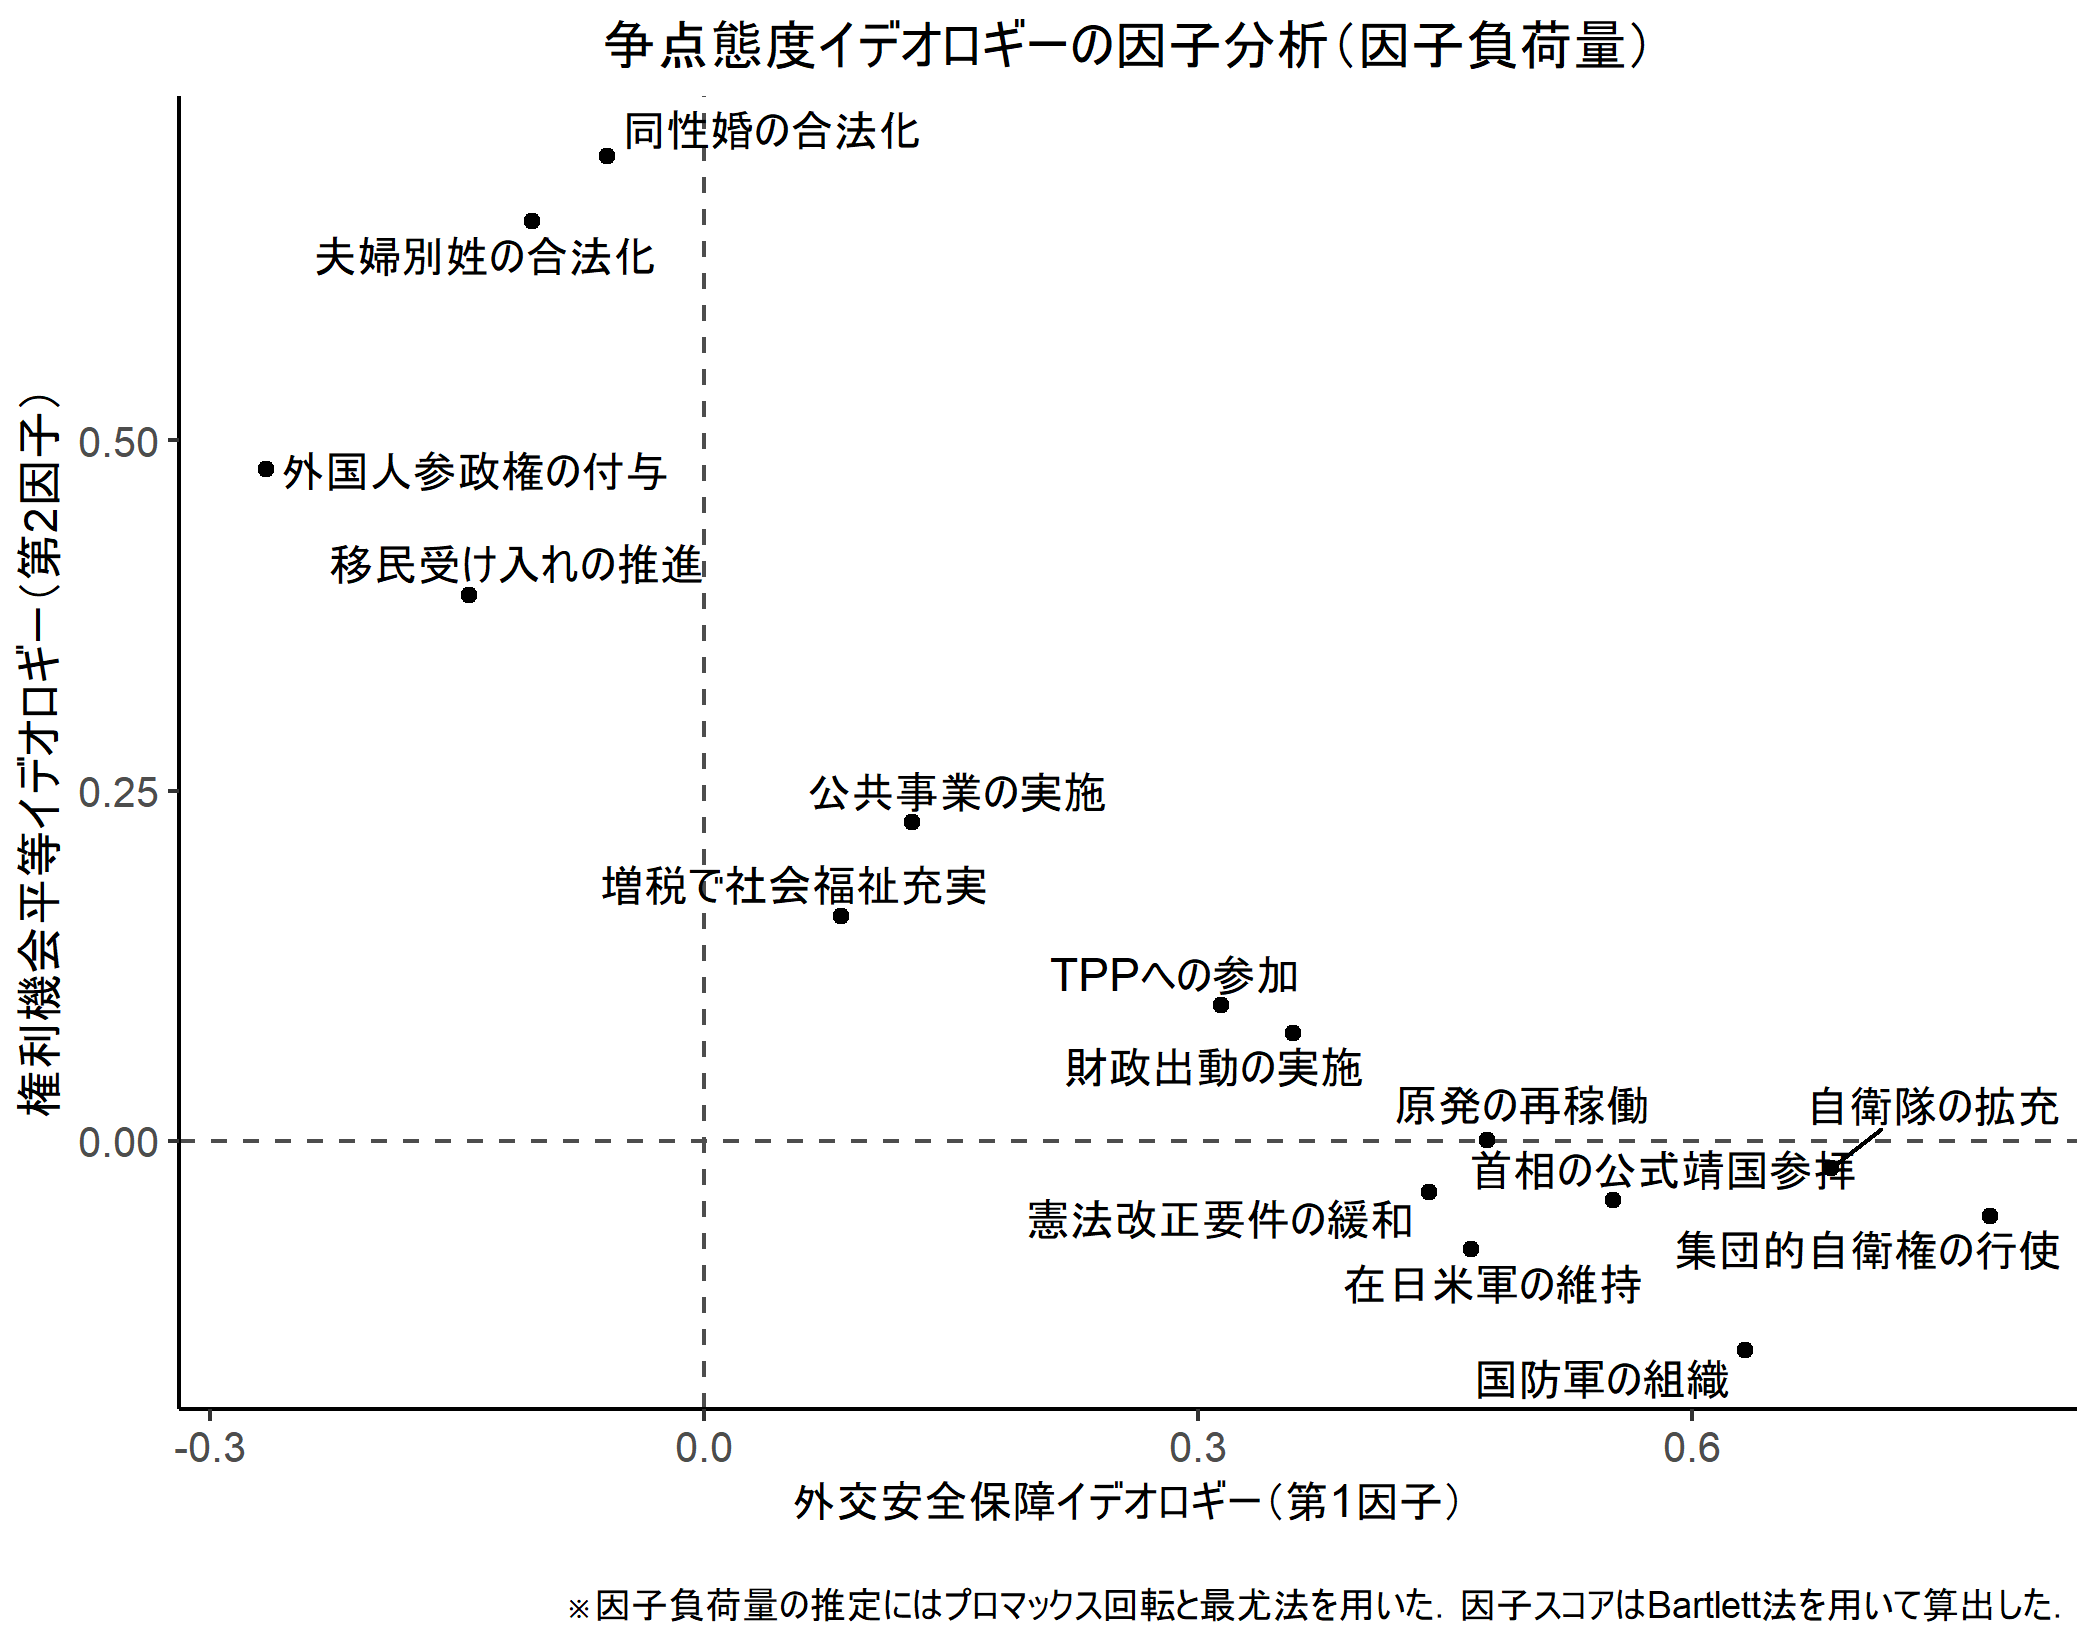 争点態度イデオロギーの因子分析（因子負荷量）
権利機会平等イデオロギー（第2因子）
同性婚の合法化
夫婦別姓の合法化
0.50
外国人参政権の付与
移民受け入れの推進
0.25
公共事業の実施
増税で社会福祉充実
TPPへの参加
財政出動の実施
原発の再稼働
自衛隊の拡充
0.00
首相の公式靖国参拝
憲法改正要件の緩和
集団的自衛権の行使
在日米軍の維持
国防軍の組織
-0.3
0.0
0.3
0.6
外交安全保障イデオロギー（第1因子）
※因子負荷量の推定にはプロマックス回転と最尤法を用いた．因子スコアはBartlett法を用いて算出した．